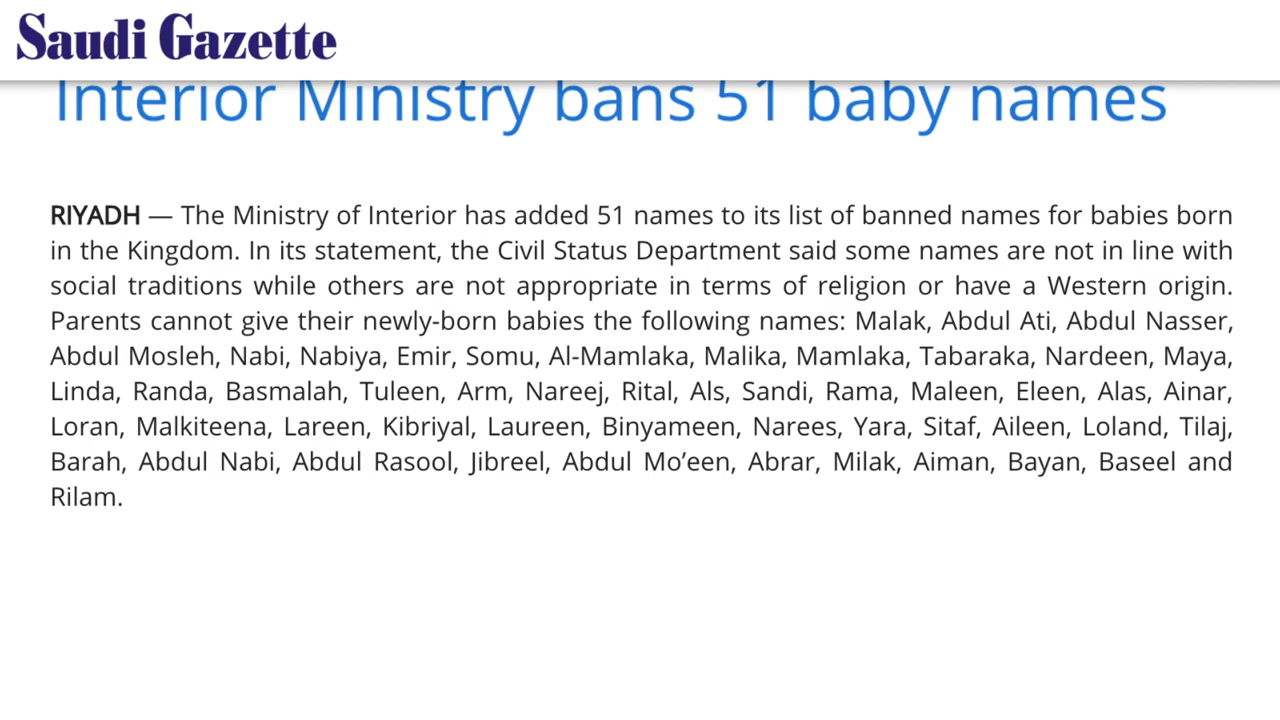 Saudi Gazette
Interior Ministry bans 51 baby names
RIYADH — The Ministry of Interior has added 51 names to its list of banned names for babies born
in the Kingdom. In its statement, the Civil Status Department said some names are not in line with
social traditions while others are not appropriate in terms of religion or have a Western origin.
Parents cannot give their newly-born babies the following names: Malak, Abdul Ati, Abdul Nasser,
Abdul Mosleh, Nabi, Nabiya, Emir, Somu, Al-Mamlaka, Malika, Mamlaka, Tabaraka, Nardeen, Maya,
Linda, Randa, Basmalah, Tuleen, Arm, Nareej, Rital, Als, Sandi, Rama, Maleen, Eleen, Alas, Ainar,
Loran, Malkiteena, Lareen, Kibriyal, Laureen, Binyameen, Narees, Yara, Sitaf, Aileen, Loland, Tilaj,
Barah, Abdul Nabi, Abdul Rasool, Jibreel, Abdul Mo’een, Abrar, Milak, Aiman, Bayan, Baseel and
Rilam.